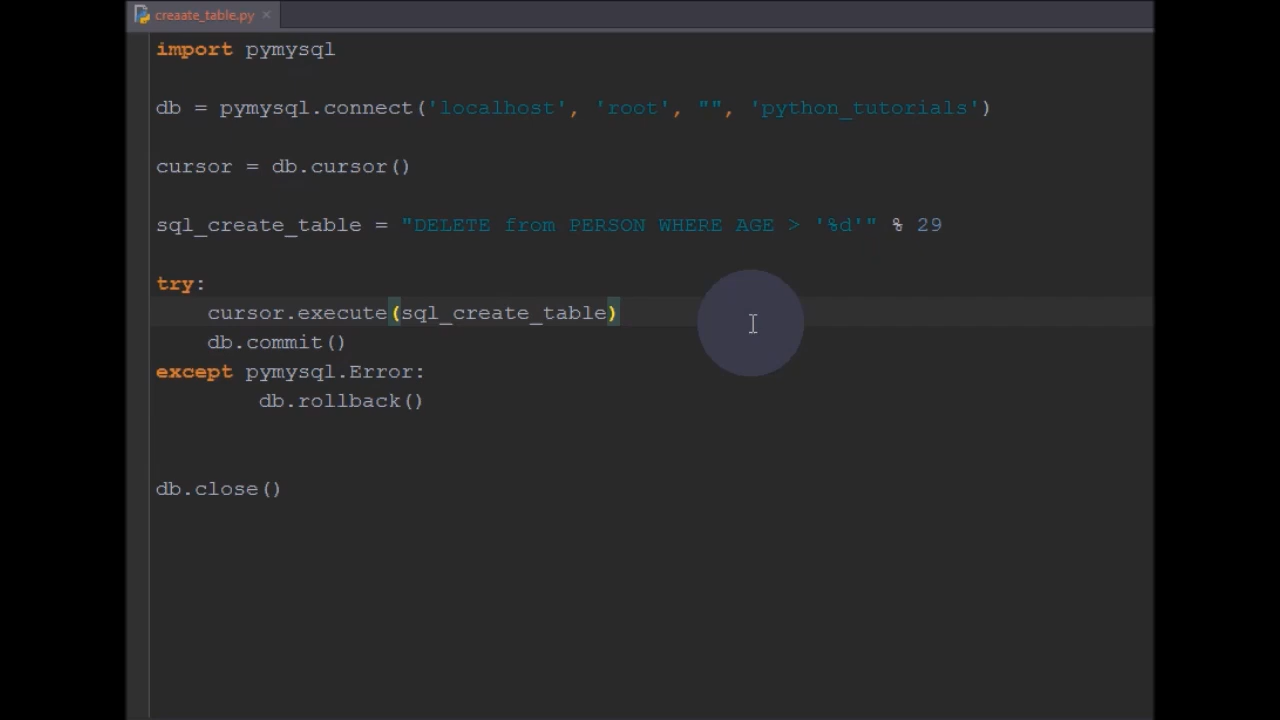 creaate_table.py
import pymysql
db = pymysql.connect('localhost', 'root', "", 'python_tutorials')
cursor = db.cursor()
sql_create_table = "DELETE from PERSON WHERE AGE > '%d'" % 29
try:
    cursor.execute(sql_create_table)
    db.commit()
except pymysql.Error:
        db.rollback()
db.close()